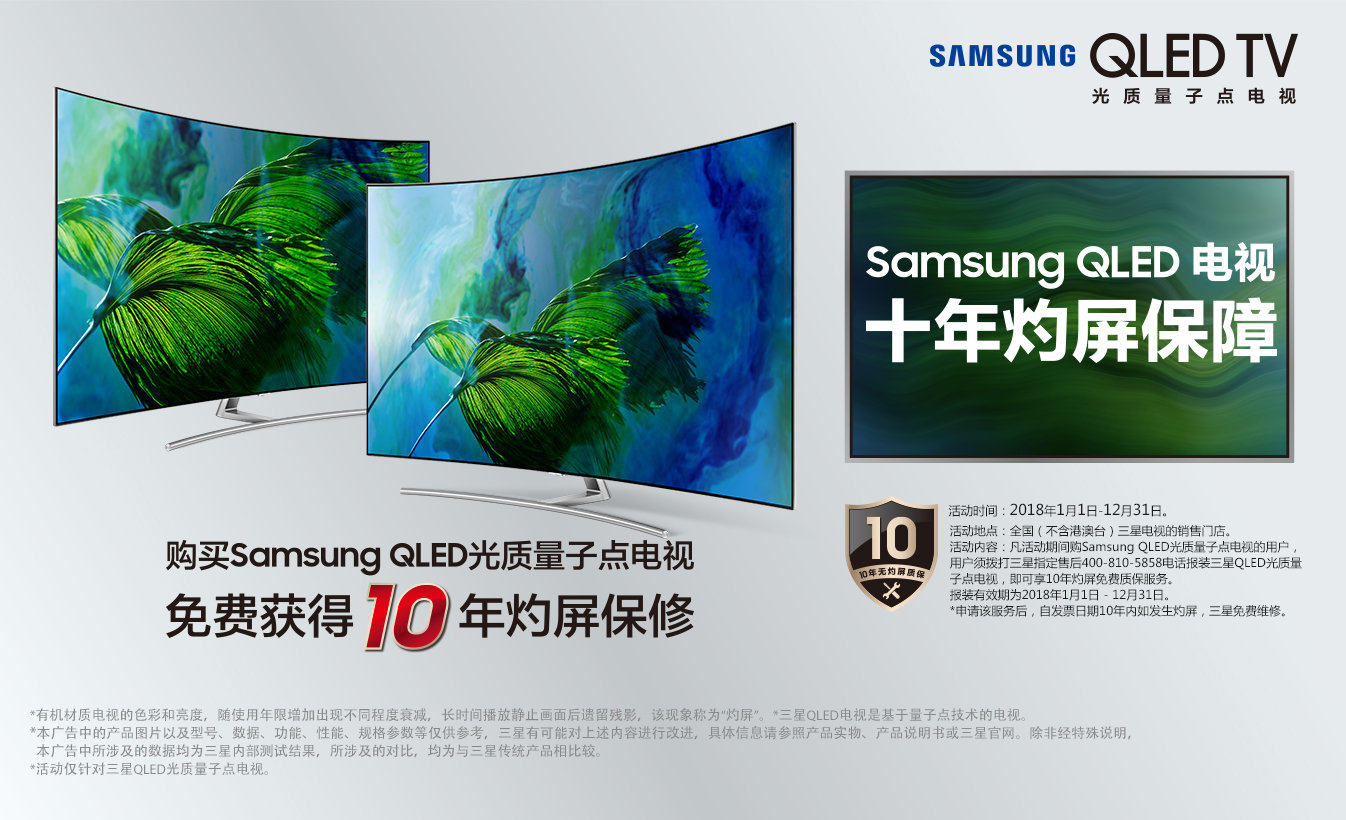 SAMSUNG QLED TV
光质量子点电视
Samsung QLED 电视
十年灼屏保障
购买Samsung QLED光质量子点电视
免费获得10年灼屏保修
10
10年无灼屏质保
活动时间：2018年1月1日-12月31日。
活动地点：全国（不含港澳台）三星电视的销售门店。
活动内容：凡活动期间购Samsung QLED光质量子点电视的用户，
用户须拨打三星指定售后400-810-5858电话报装三星QLED光质量
子点电视，即可享10年灼屏免费质保服务。
报装有效期为2018年1月1日 - 12月31日。
*申请该服务后，自发票日期10年内如发生灼屏，三星免费维修。
*有机材质电视的色彩和亮度，随使用年限增加出现不同程度衰减，长时间播放静止画面后遗留残影，该现象称为“灼屏”。*三星QLED电视是基于量子点技术的电视。
*本广告中的产品图片以及型号、数据、功能、性能、规格参数等仅供参考，三星有可能对上述内容进行改进，具体信息请参照产品实物、产品说明书或三星官网。除非经特殊说明，
本广告中所涉及的数据均为三星内部测试结果，所涉及的对比，均为与三星传统产品相比较。
*活动仅针对三星QLED光质量子点电视。